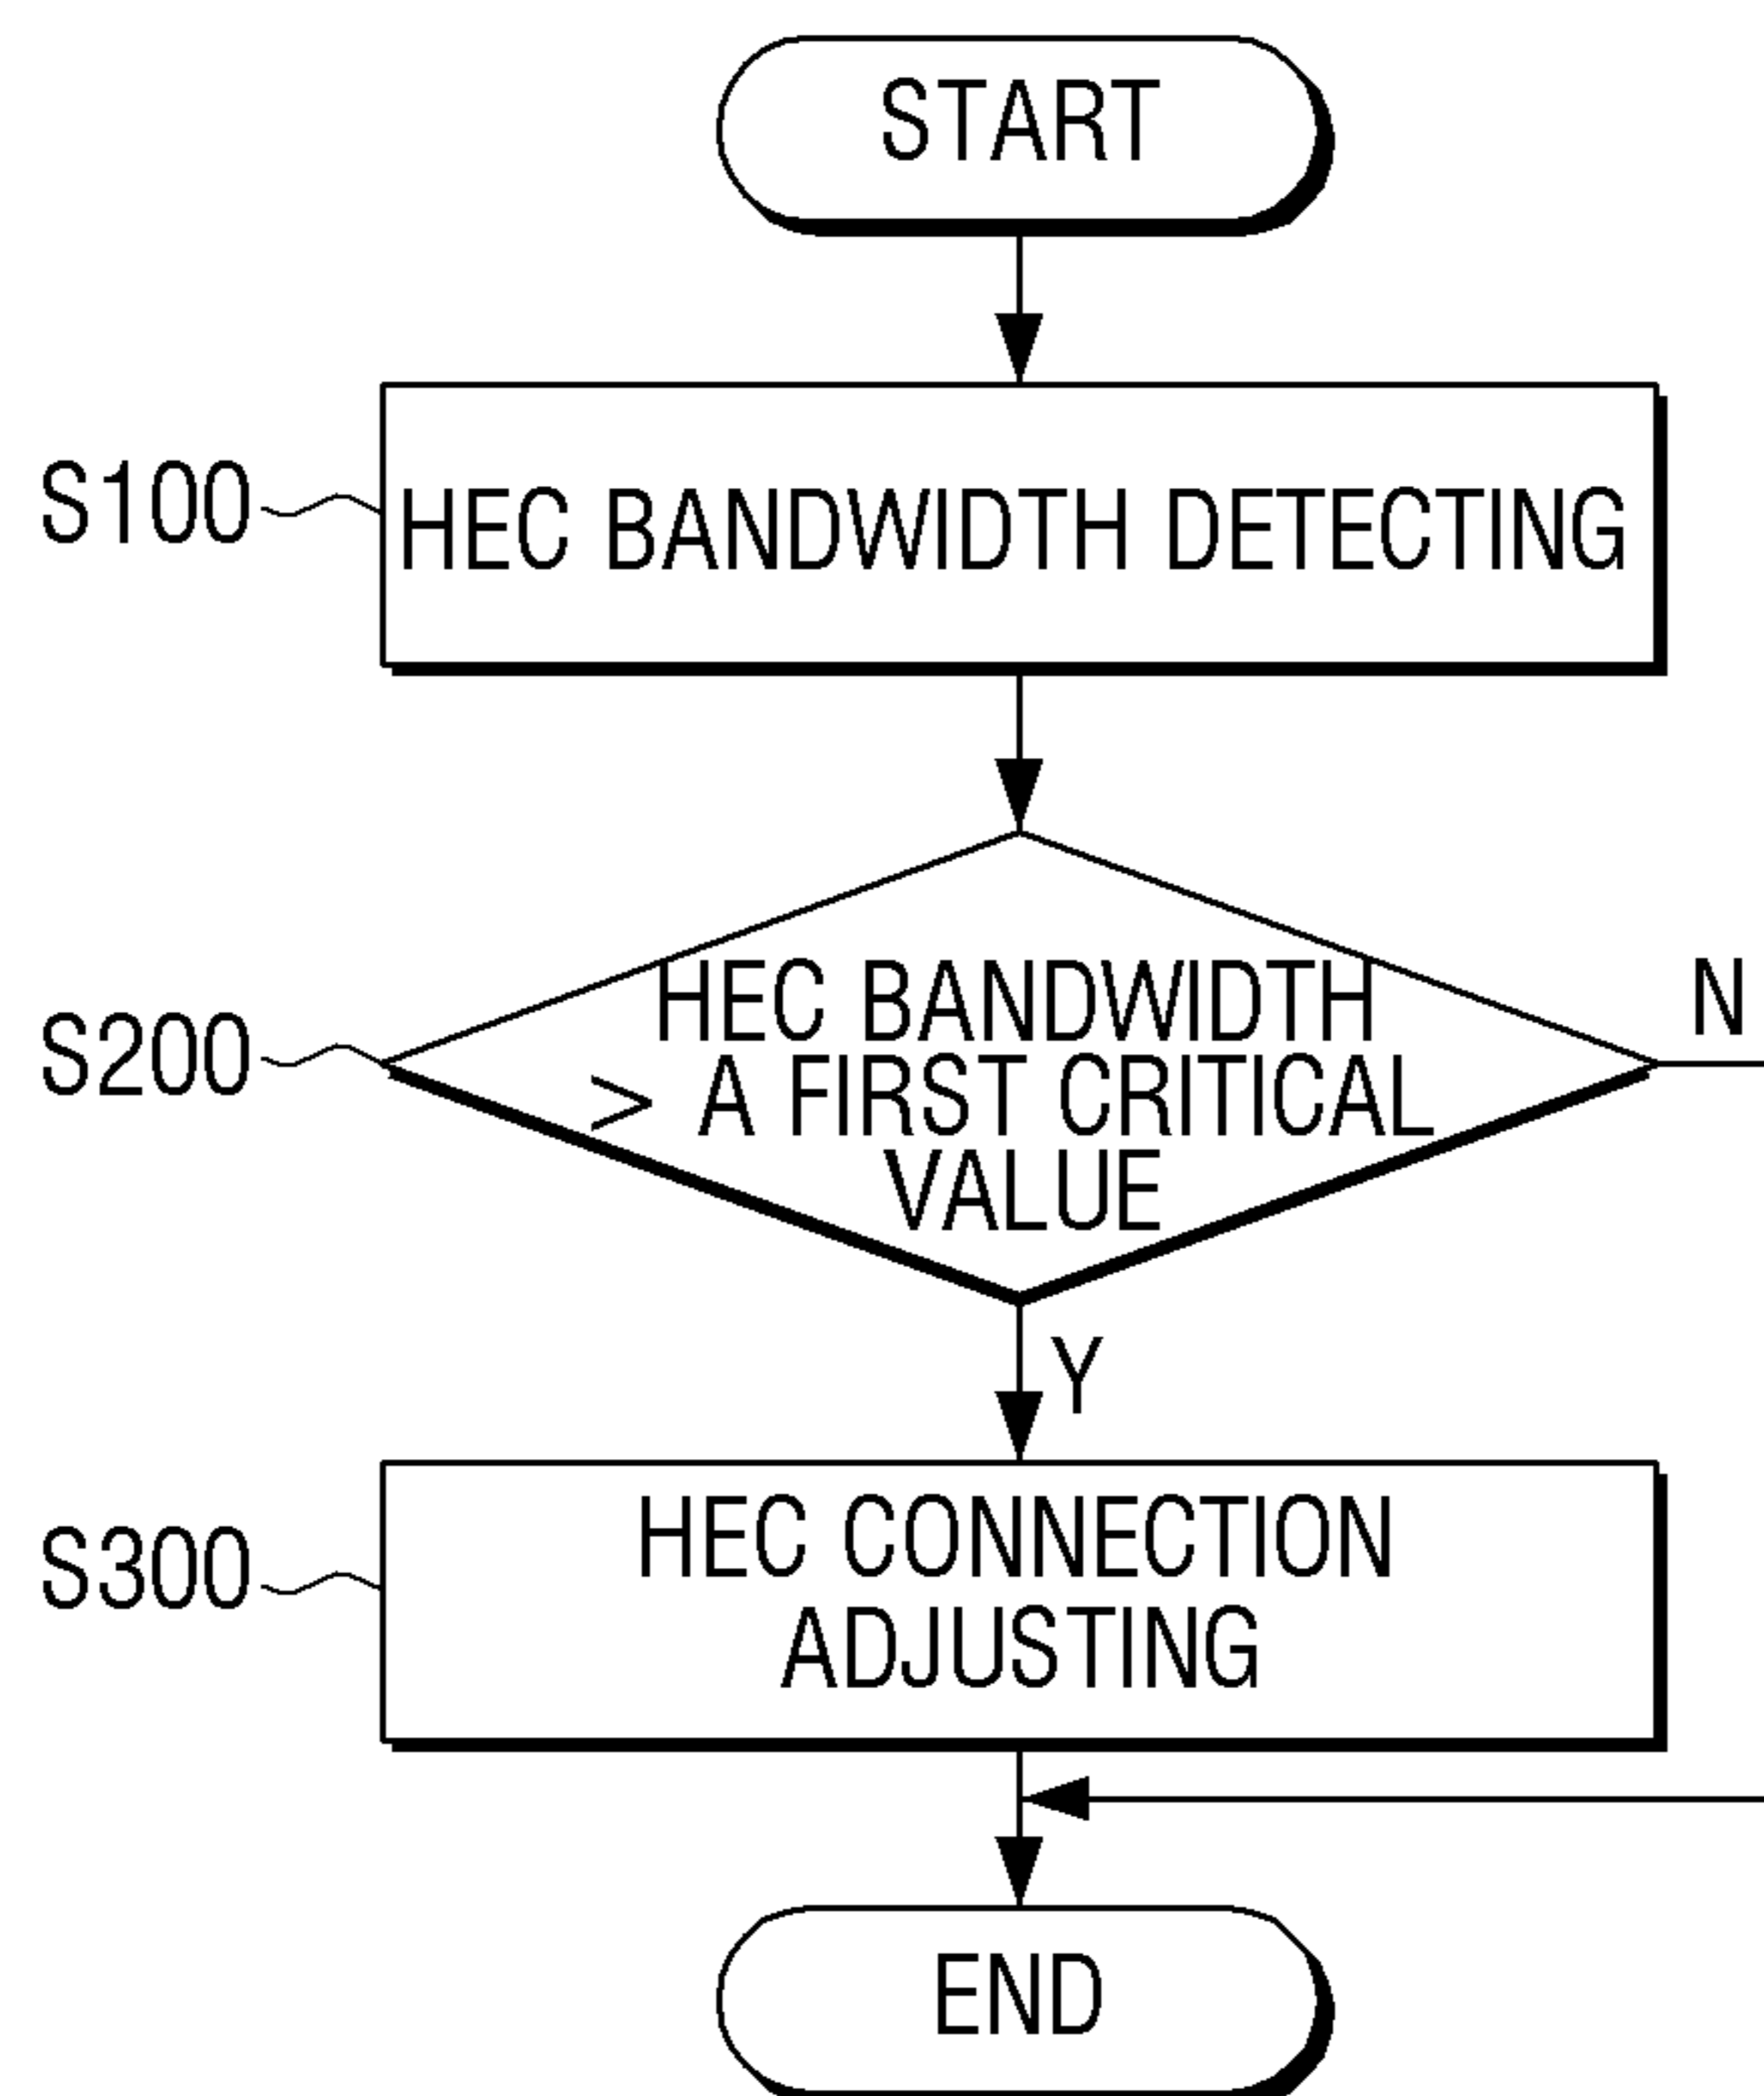 START
S100
HEC BANDWIDTH DETECTING
S200
HEC BANDWIDTH
> A FIRST CRITICAL
VALUE
N
Y
S300
HEC CONNECTION
ADJUSTING
END